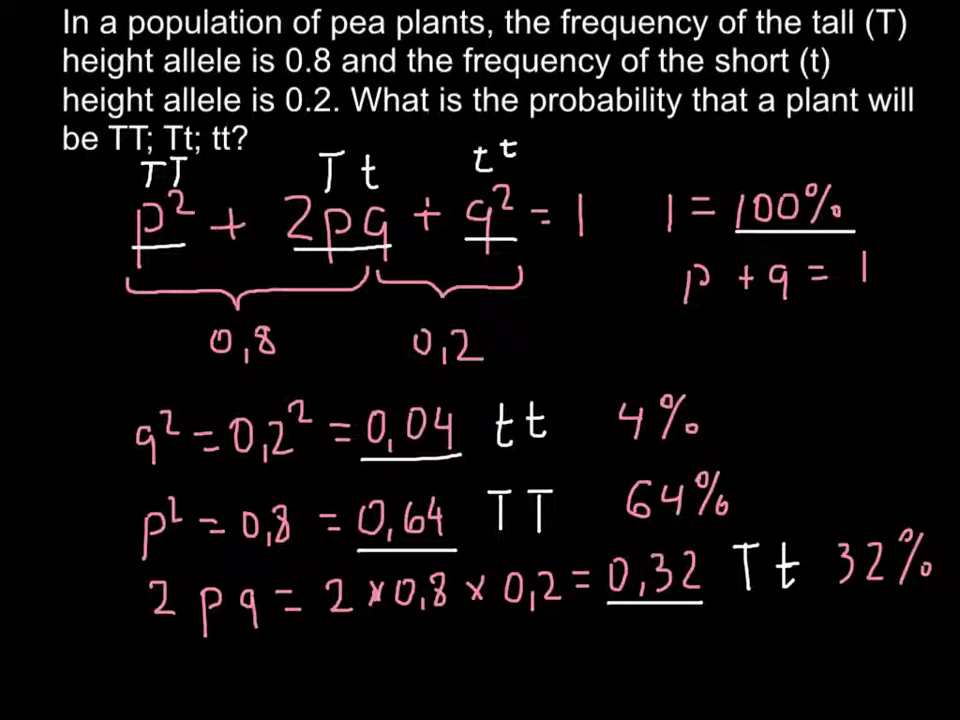 In a population of pea plants, the frequency of the tall (T)
height allele is 0.8 and the frequency of the short (t)
height allele is 0.2. What is the probability that a plant will
be TT; Tt; tt?
TT Tt tt
p² + 2pq + q² = 1 1 = 100%
p + q = 1
0,8 0,2
q² = 0,2² = 0,04 tt 4%
p² = 0,8 = 0,64 TT 64%
2pq = 2 × 0,8 × 0,2 = 0,32 Tt 32%